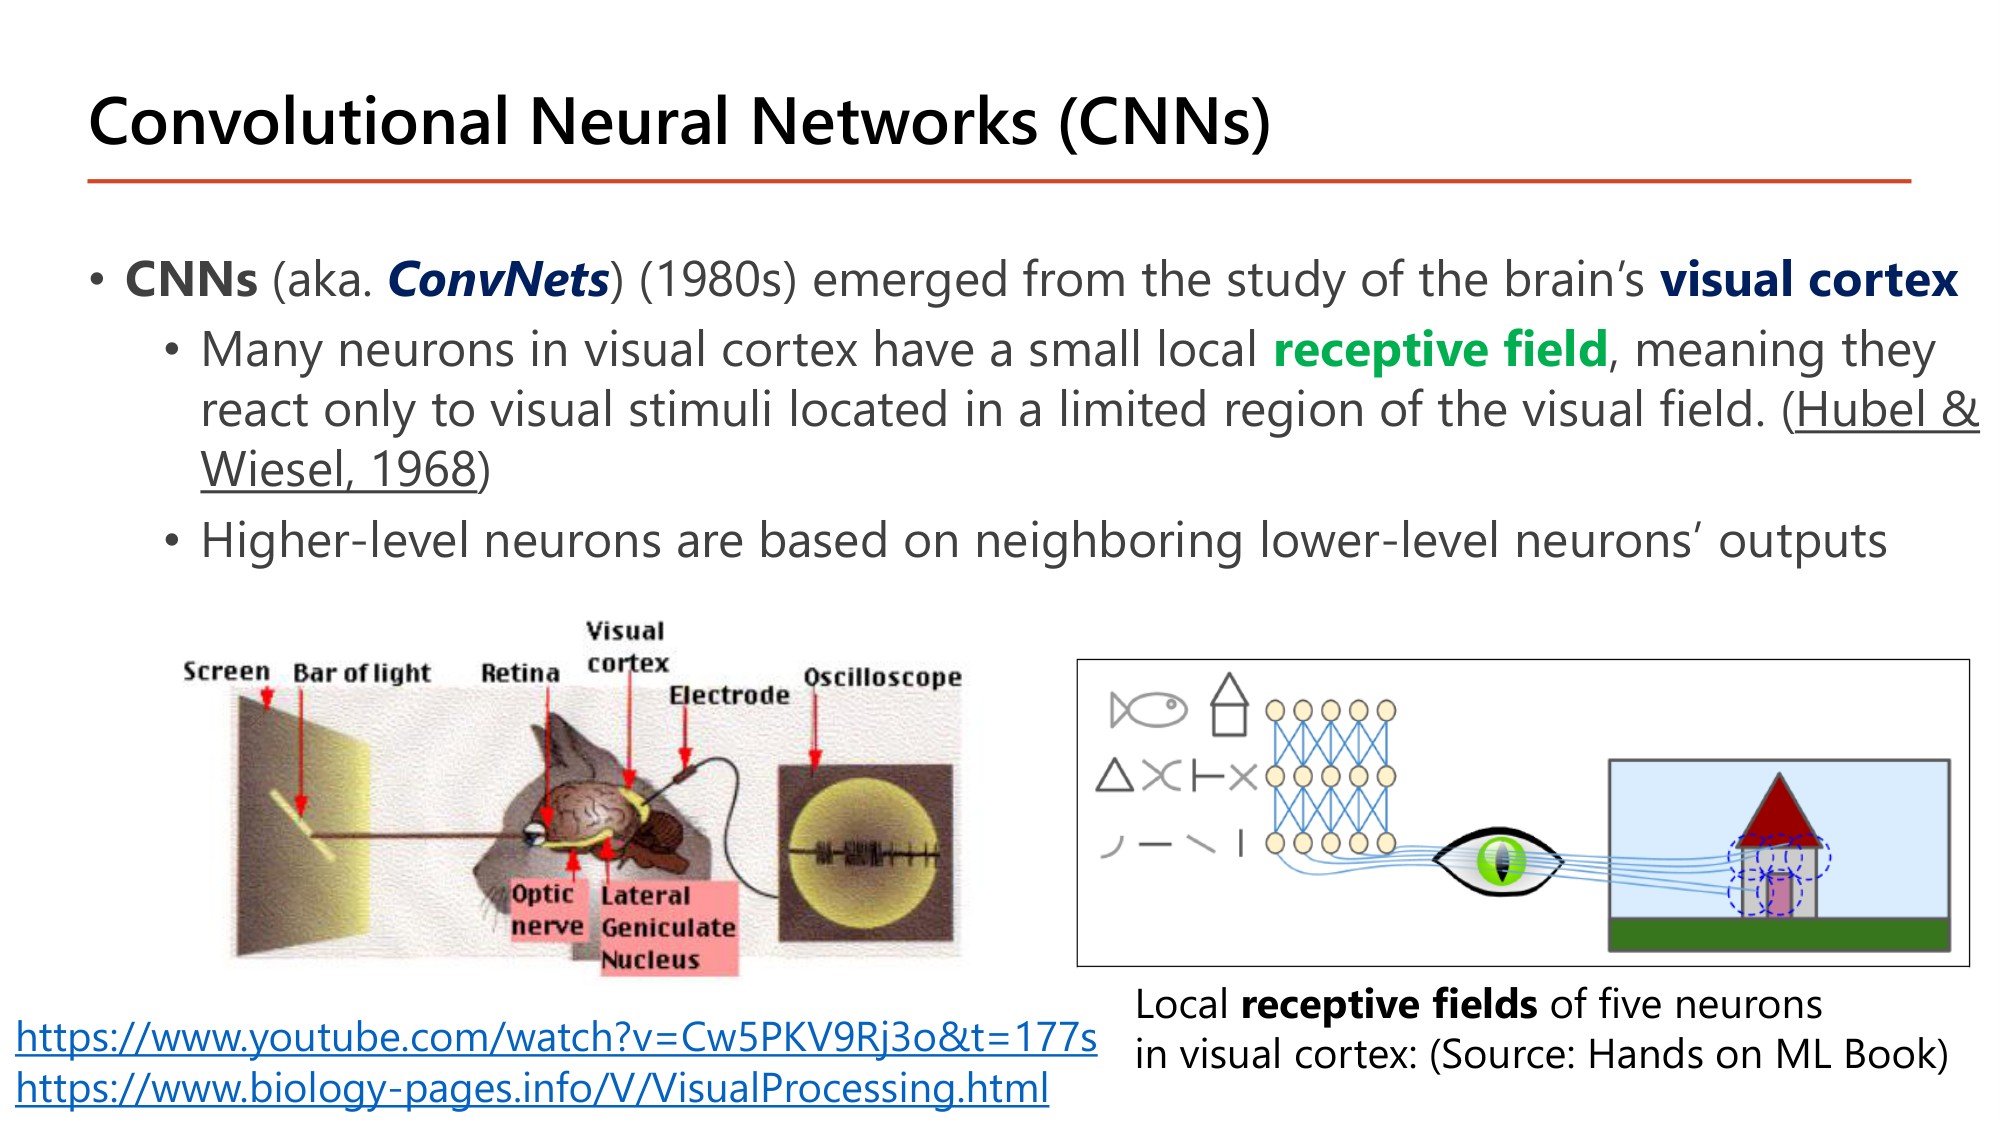 Convolutional Neural Networks (CNNs)
• CNNs (aka. ConvNets) (1980s) emerged from the study of the brain’s visual cortex
• Many neurons in visual cortex have a small local receptive field, meaning they
react only to visual stimuli located in a limited region of the visual field. (Hubel &
Wiesel, 1968)
• Higher-level neurons are based on neighboring lower-level neurons’ outputs
Screen
Bar of light
Retina
Visual
cortex
Electrode
Oscilloscope
Optic
nerve
Lateral
Geniculate
Nucleus
https://www.youtube.com/watch?v=Cw5PKV9Rj3o&t=177s
https://www.biology-pages.info/V/VisualProcessing.html
Local receptive fields of five neurons
in visual cortex: (Source: Hands on ML Book)